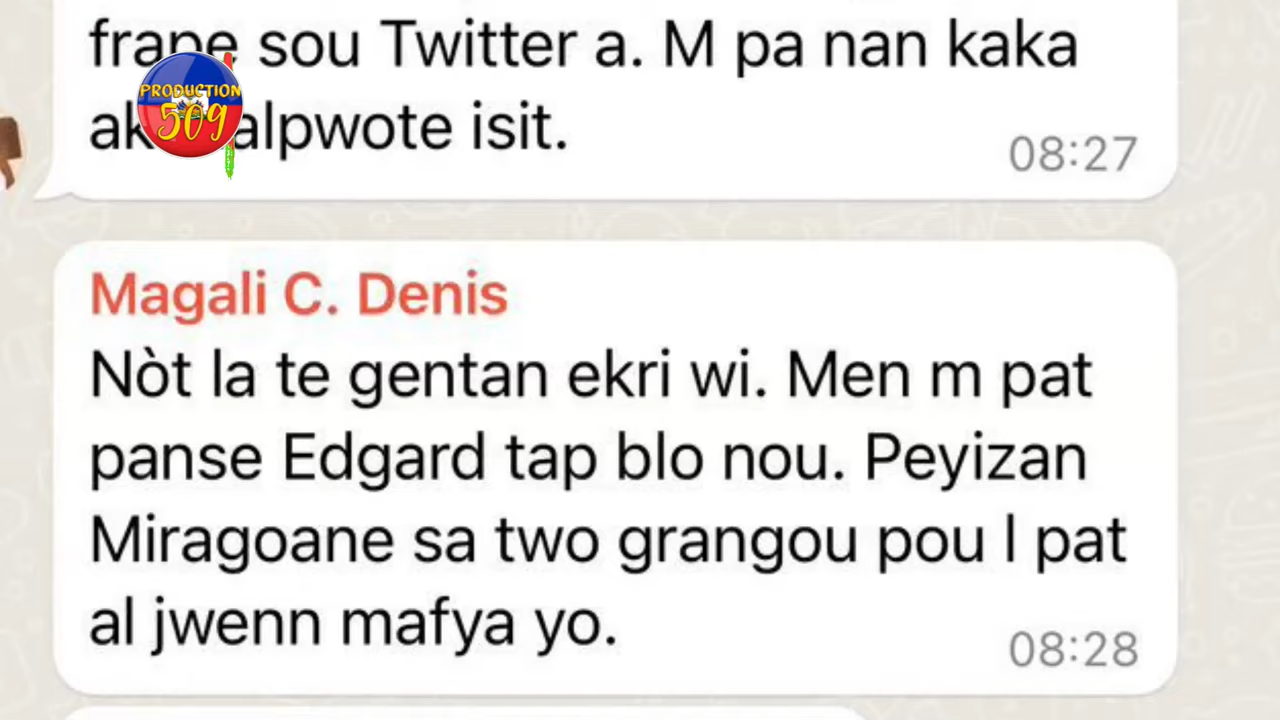 frape sou Twitter a. M pa nan kaka
PRODUCTION
509
alpwote isit.
08:27
Magali C. Denis
Nòt la te gentan ekri wi. Men m pat
panse Edgard tap blo nou. Peyizan
Miragoane sa two grangou pou l pat
al jwenn mafya yo.
08:28